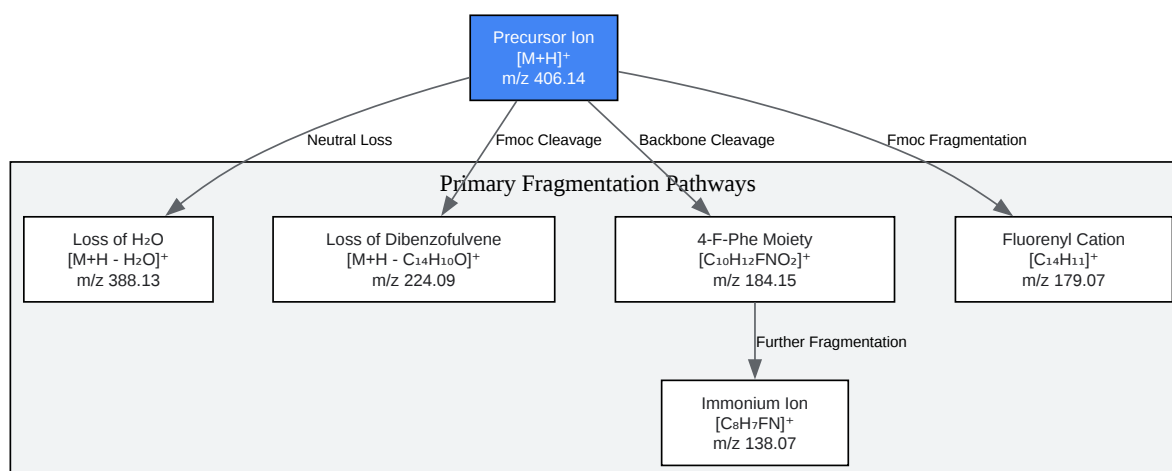 Precursor Ion
[M+H]⁺
m/z 406.14
Neutral Loss
Fmoc Cleavage
Backbone Cleavage
Fmoc Fragmentation
Primary Fragmentation Pathways
Loss of H₂O
[M+H - H₂O]⁺
m/z 388.13
Loss of Dibenzofulvene
[M+H - C₁₄H₁₀O]⁺
m/z 224.09
4-F-Phe Moiety
[C₁₀H₁₂FNO₂]⁺
m/z 184.15
Fluorenyl Cation
[C₁₄H₁₁]⁺
m/z 179.07
Further Fragmentation
Immonium Ion
[C₈H₇FN]⁺
m/z 138.07